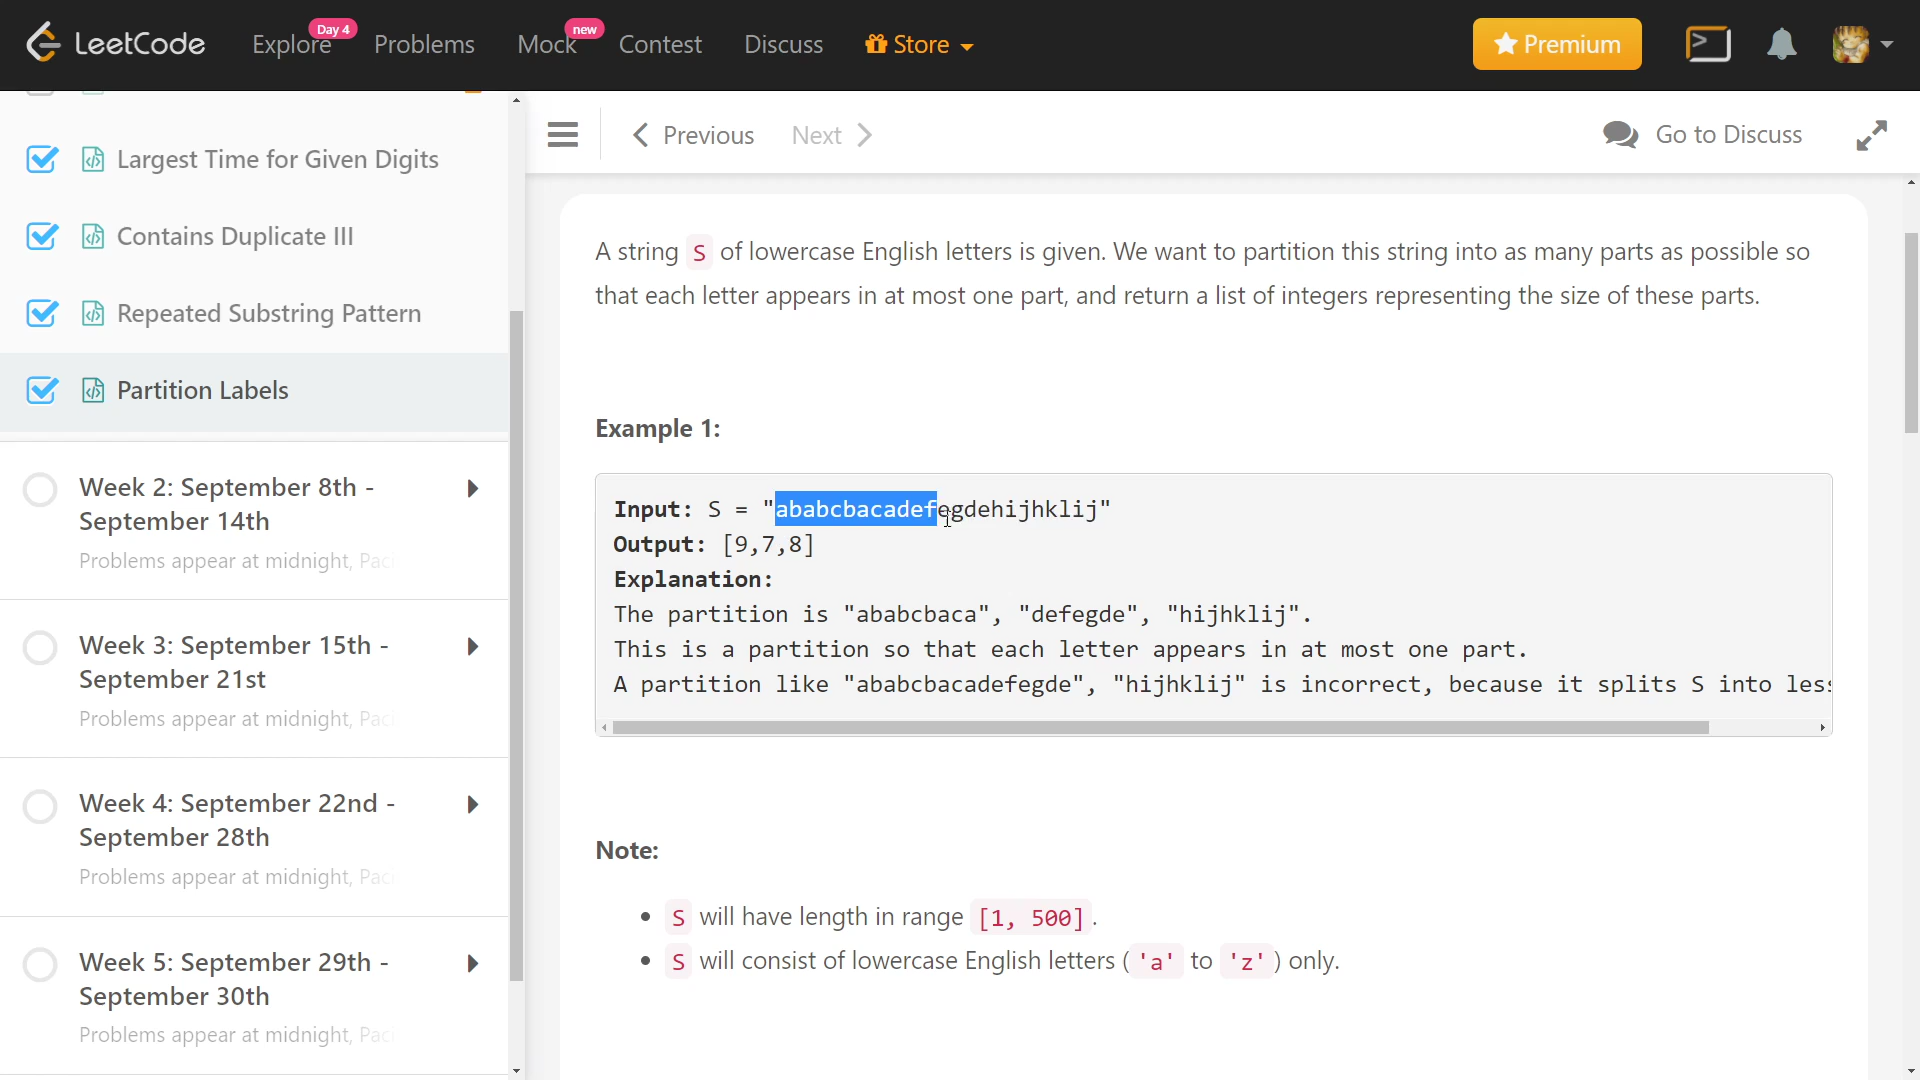 LeetCode
Explore
Day 4
Problems
Mock
new
Contest
Discuss
Store
Premium
Largest Time for Given Digits
Contains Duplicate III
Repeated Substring Pattern
Partition Labels
Week 2: September 8th -
September 14th
Problems appear at midnight, Paci
Week 3: September 15th -
September 21st
Problems appear at midnight, Paci
Week 4: September 22nd -
September 28th
Problems appear at midnight, Paci
Week 5: September 29th -
September 30th
Problems appear at midnight, Paci
Previous
Next
Go to Discuss
A string S of lowercase English letters is given. We want to partition this string into as many parts as possible so
that each letter appears in at most one part, and return a list of integers representing the size of these parts.
Example 1:
Input: S = "ababcbacadefegdehijhklij"
Output: [9,7,8]
Explanation:
The partition is "ababcbaca", "defegde", "hijhklij".
This is a partition so that each letter appears in at most one part.
A partition like "ababcbacadefegde", "hijhklij" is incorrect, because it splits S into les
Note:
S will have length in range [1, 500].
S will consist of lowercase English letters ('a' to 'z') only.